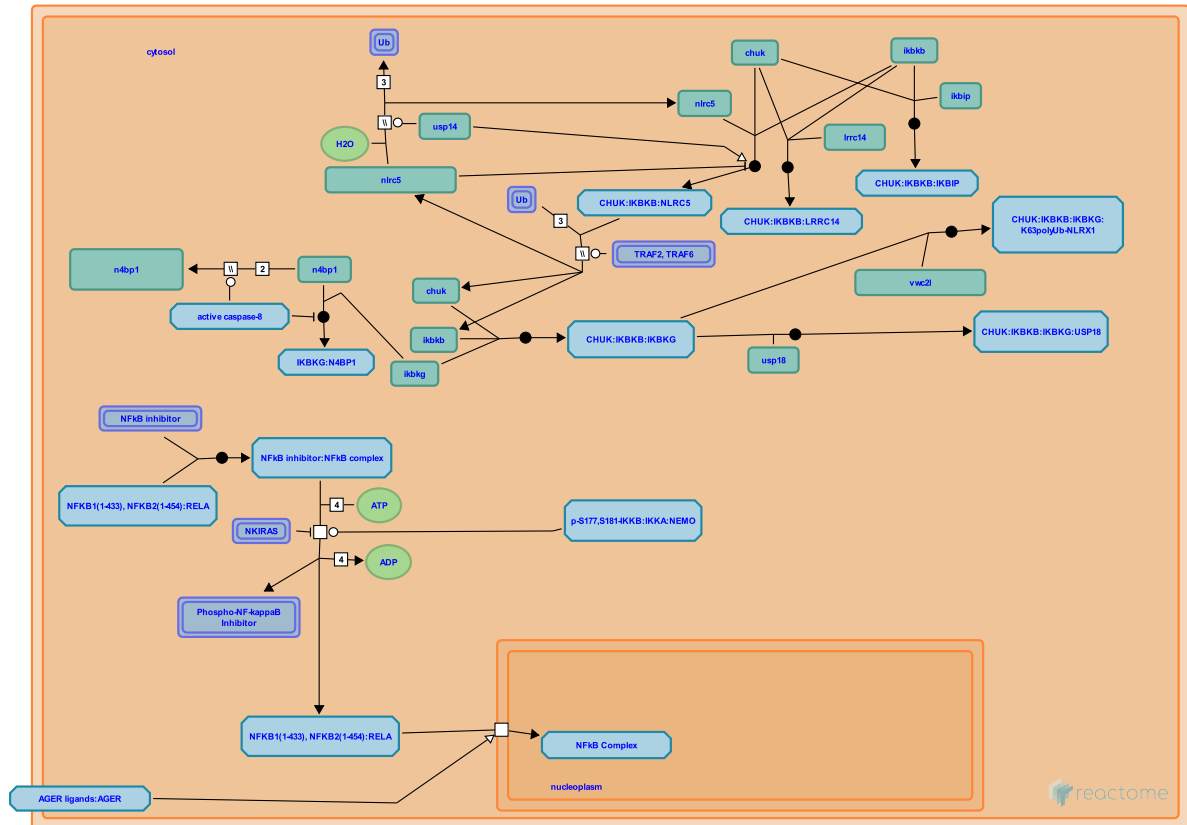 Ub
cytosol
chuk
ikbkb
3
nlrc5
ikbip
\\
usp14
H2O
lrrc14
nlrc5
CHUK:IKBKB:IKBIP
Ub
CHUK:IKBKB:NLRC5
3
CHUK:IKBKB:LRRC14
CHUK:IKBKB:IKBKG:
K63polyUb-NLRX1
\\
TRAF2, TRAF6
n4bp1
\\
2
n4bp1
chuk
vwc2l
active caspase-8
ikbkb
CHUK:IKBKB:IKBKG
CHUK:IKBKB:IKBKG:USP18
IKBKG:N4BP1
usp18
ikbkg
NFkB inhibitor
NFkB inhibitor:NFkB complex
NFKB1(1-433), NFKB2(1-454):RELA
4
ATP
NKIRAS
p-S177,S181-IKKB:IKKA:NEMO
4
ADP
Phospho-NF-kappaB
Inhibitor
NFKB1(1-433), NFKB2(1-454):RELA
NFkB Complex
nucleoplasm
AGER ligands:AGER
reactome